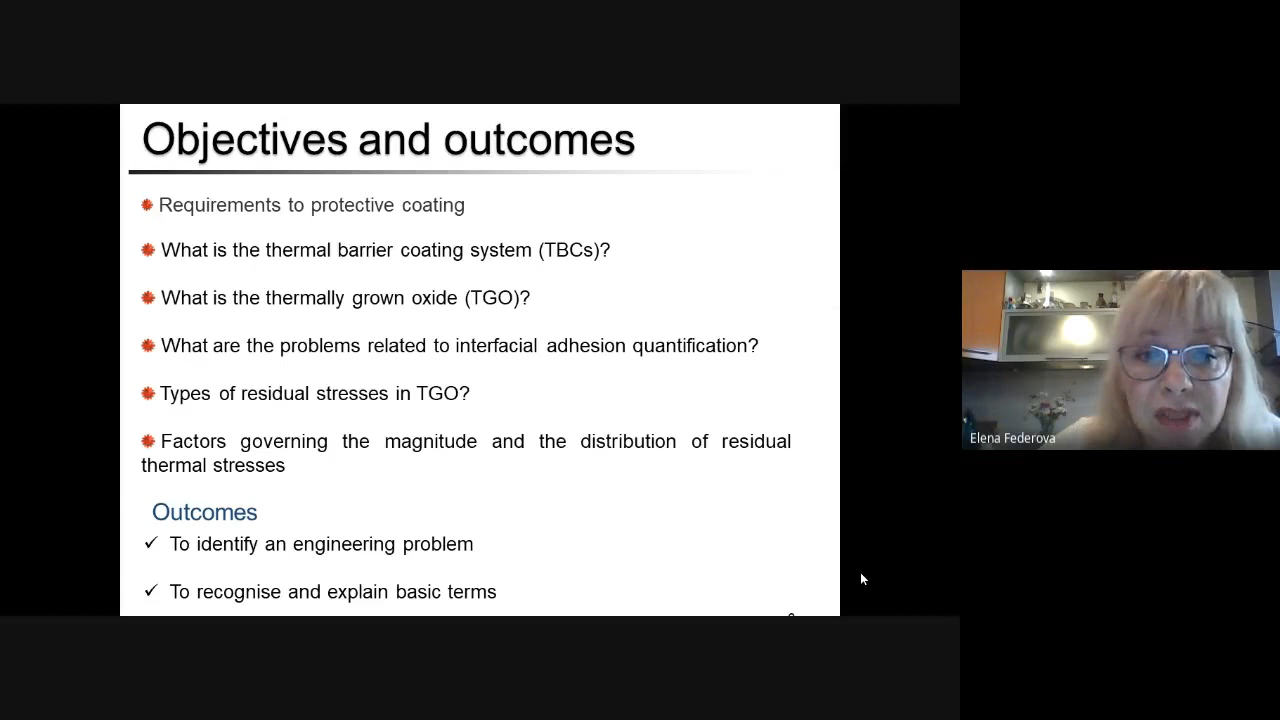 Objectives and outcomes
Requirements to protective coating
What is the thermal barrier coating system (TBCs)?
What is the thermally grown oxide (TGO)?
What are the problems related to interfacial adhesion quantification?
Types of residual stresses in TGO?
Factors governing the magnitude and the distribution of residual
thermal stresses
Outcomes
✓ To identify an engineering problem
✓ To recognise and explain basic terms
Elena Federova